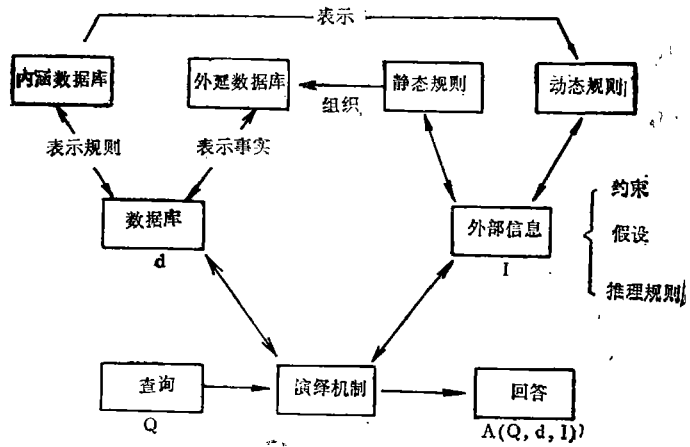 表示
内涵数据库
外延数据库
组织
静态规则
动态规则
表示规则
表示事实
数据库
d
外部信息
I
约束
假设
推理规则
查询
Q
演绎机制
回答
A(Q, d, I)